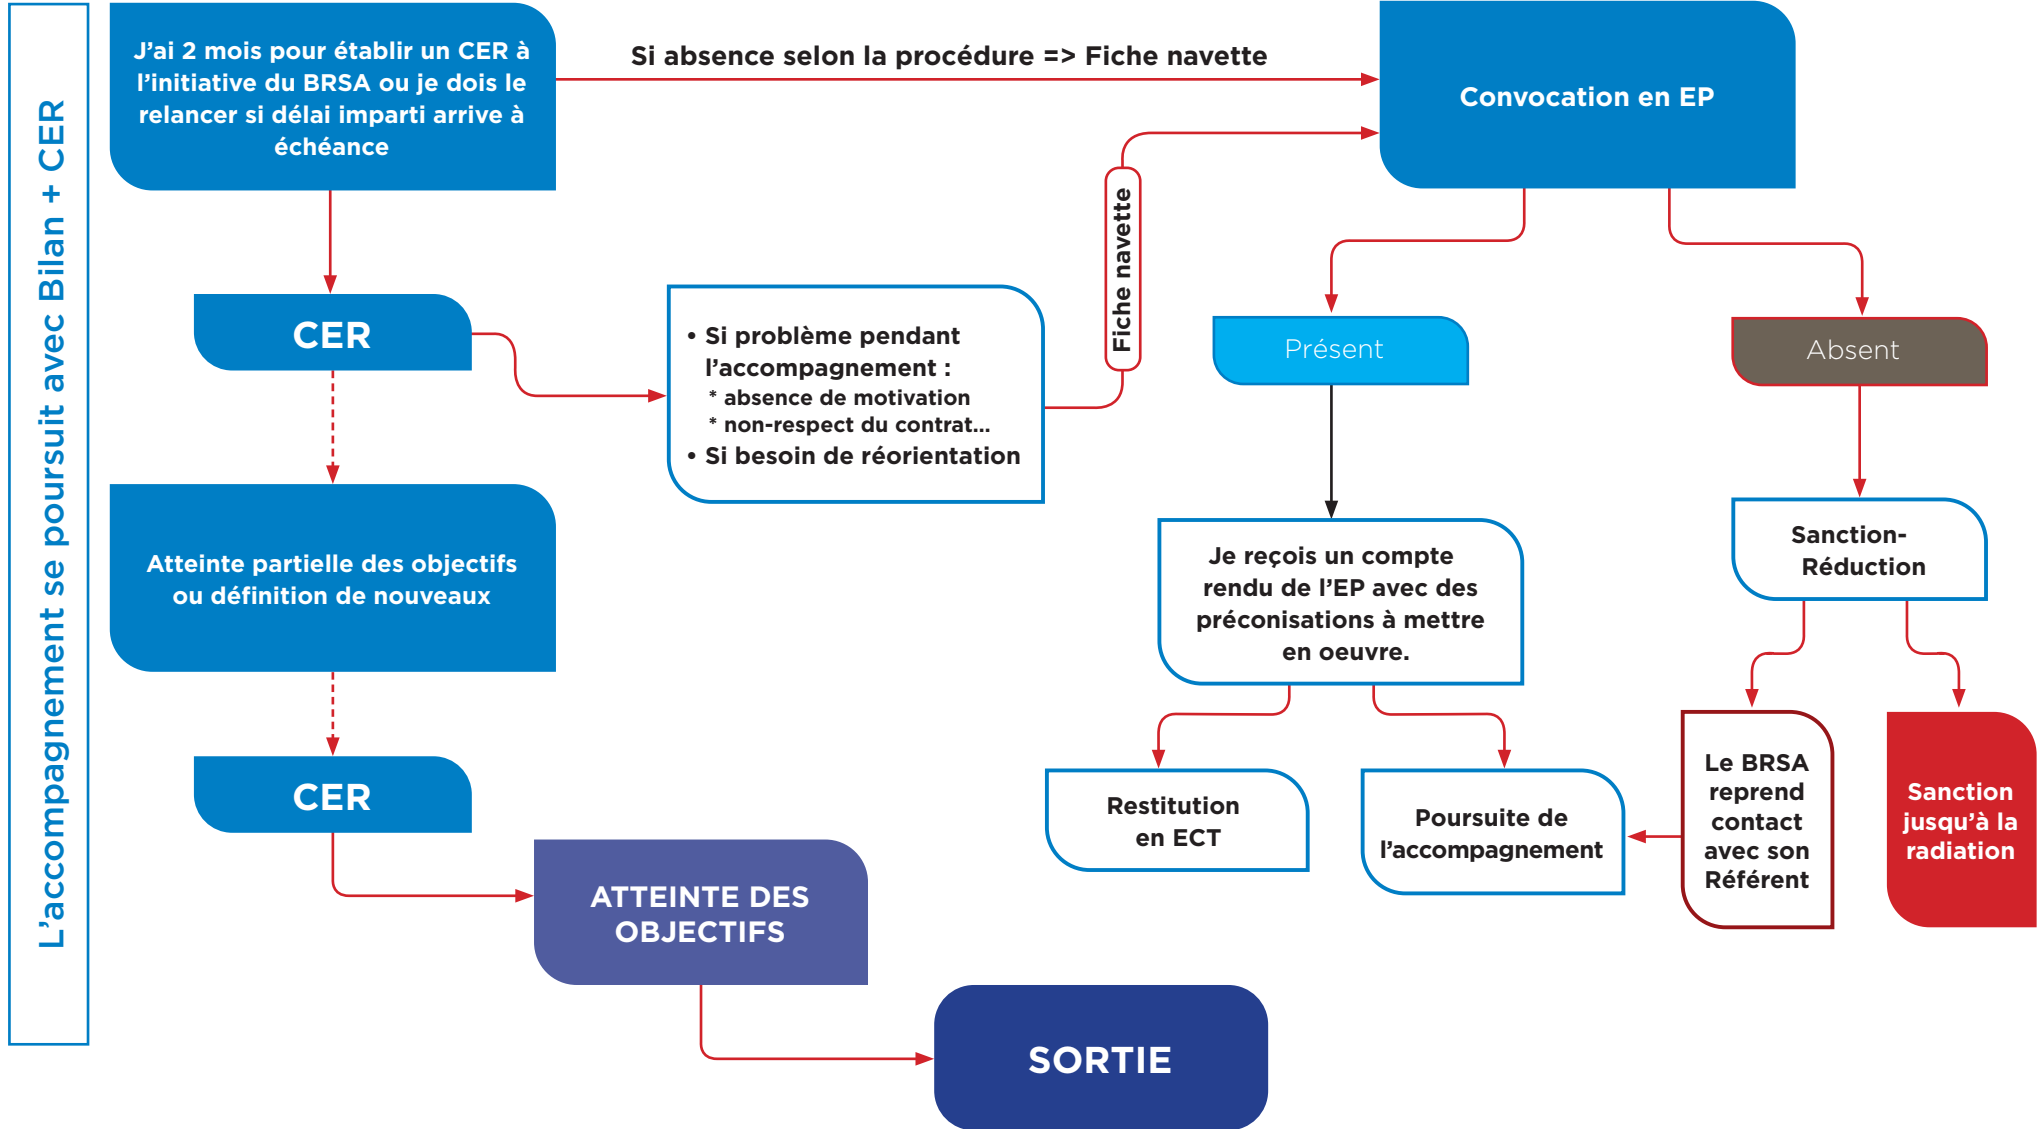 L'accompagnement se poursuit avec Bilan + CER
J'ai 2 mois pour établir un CER à
l'initiative du BRSA ou je dois le
relancer si délai imparti arrive à
échéance
Si absence selon la procédure => Fiche navette
Convocation en EP
CER
• Si problème pendant
l'accompagnement :
* absence de motivation
* non-respect du contrat...
• Si besoin de réorientation
Fiche navette
Présent
Absent
Atteinte partielle des objectifs
ou définition de nouveaux
Je reçois un compte
rendu de l'EP avec des
préconisations à mettre
en oeuvre.
Sanction-
Réduction
CER
Restitution
en ECT
Poursuite de
l'accompagnement
Le BRSA
reprend
contact
avec son
Référent
Sanction
jusqu'à la
radiation
ATTEINTE DES
OBJECTIFS
SORTIE